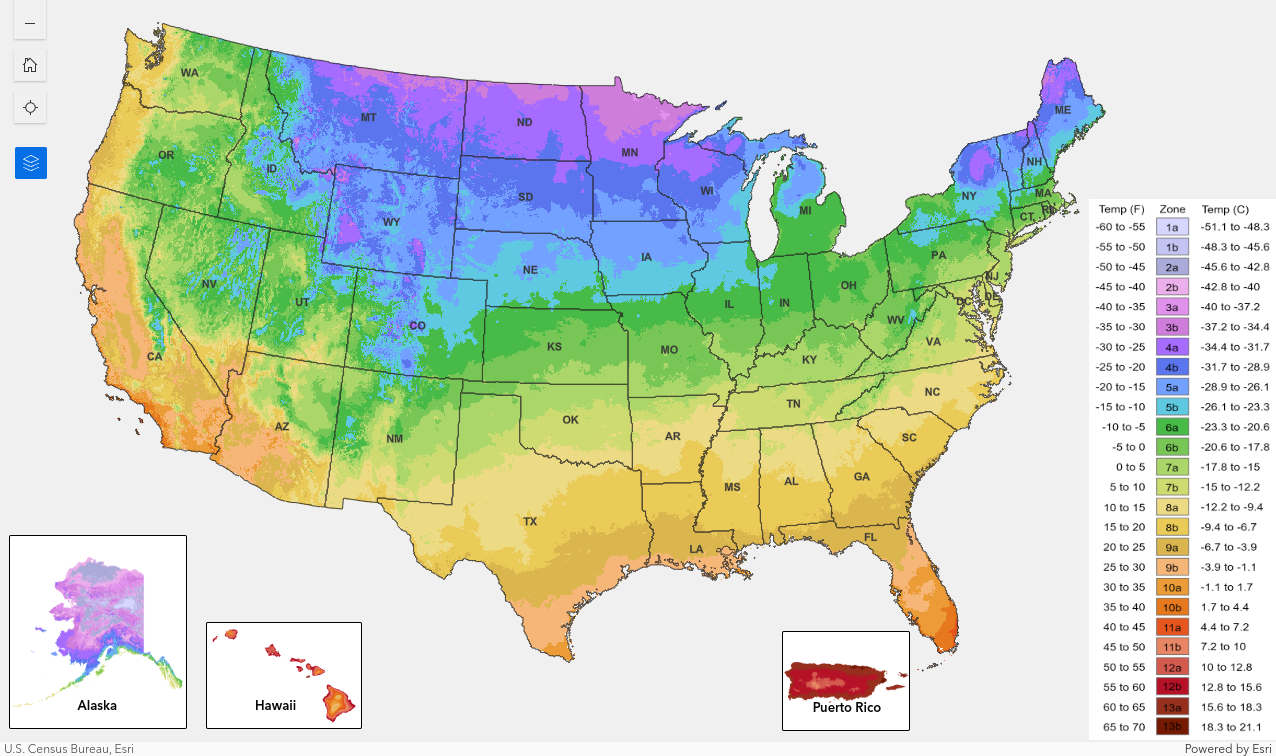 WA
MT
ND
MN
ME
OR
ID
SD
WI
NH
NY
MA
RI
CT
MI
WY
IA
NE
PA
NJ
NV
UT
CO
IL
IN
OH
DC
DE
WV
VA
CA
KS
MO
KY
NC
AZ
NM
OK
TN
AR
SC
MS
AL
GA
TX
LA
FL
Alaska
Hawaii
Puerto Rico
Temp (F) Zone Temp (C)
-60 to -55 1a -51.1 to -48.3
-55 to -50 1b -48.3 to -45.6
-50 to -45 2a -45.6 to -42.8
-45 to -40 2b -42.8 to -40
-40 to -35 3a -40 to -37.2
-35 to -30 3b -37.2 to -34.4
-30 to -25 4a -34.4 to -31.7
-25 to -20 4b -31.7 to -28.9
-20 to -15 5a -28.9 to -26.1
-15 to -10 5b -26.1 to -23.3
-10 to -5 6a -23.3 to -20.6
-5 to 0 6b -20.6 to -17.8
0 to 5 7a -17.8 to -15
5 to 10 7b -15 to -12.2
10 to 15 8a -12.2 to -9.4
15 to 20 8b -9.4 to -6.7
20 to 25 9a -6.7 to -3.9
25 to 30 9b -3.9 to -1.1
30 to 35 10a -1.1 to 1.7
35 to 40 10b 1.7 to 4.4
40 to 45 11a 4.4 to 7.2
45 to 50 11b 7.2 to 10
50 to 55 12a 10 to 12.8
55 to 60 12b 12.8 to 15.6
60 to 65 13a 15.6 to 18.3
65 to 70 13b 18.3 to 21.1
U.S. Census Bureau, Esri
Powered by Esri